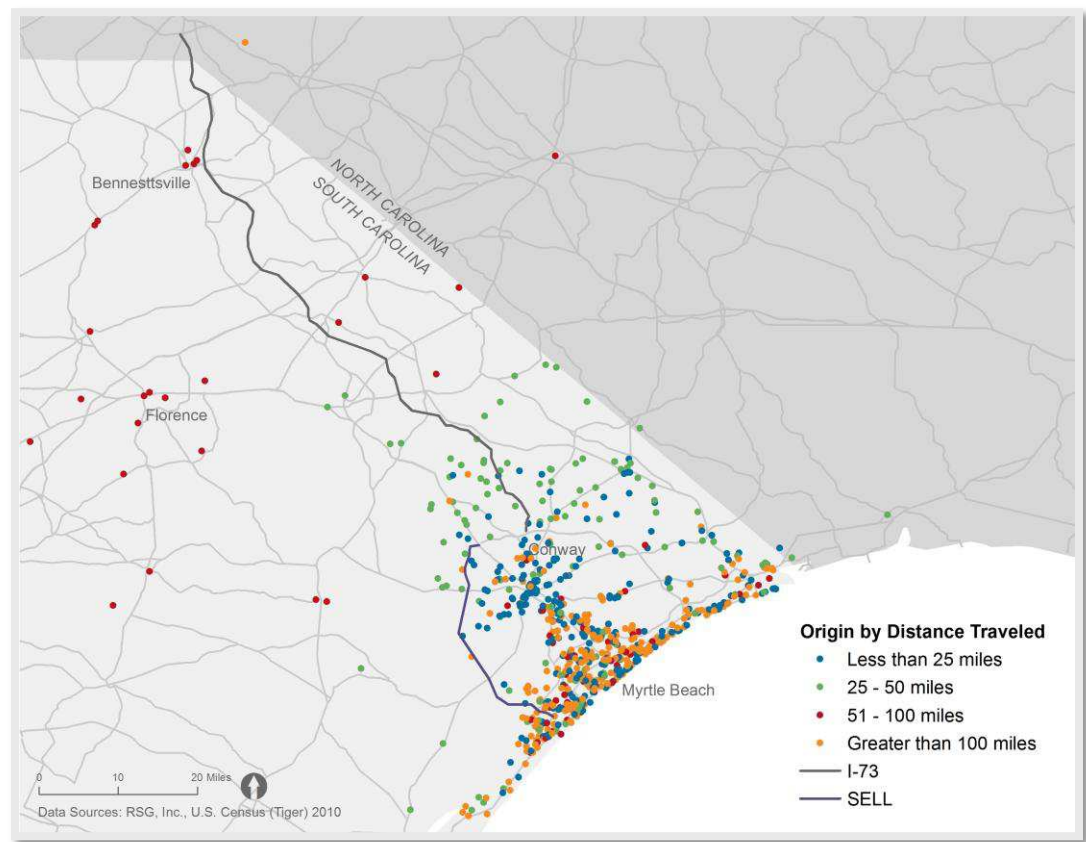 Bennesttsville
NORTH CAROLINA
SOUTH CAROLINA
Florence
Conway
Myrtle Beach
Origin by Distance Traveled
Less than 25 miles
25 - 50 miles
51 - 100 miles
Greater than 100 miles
I-73
SELL
0 10 20 Miles
Data Sources: RSG, Inc., U.S. Census (Tiger) 2010